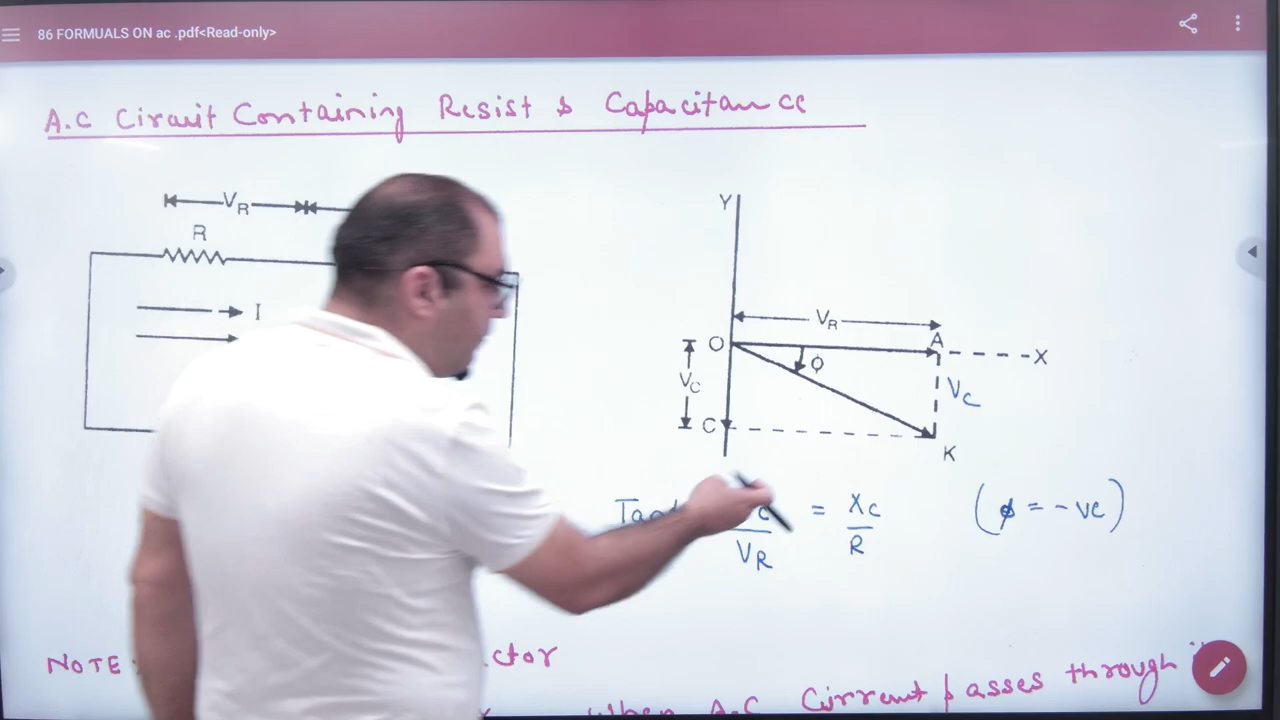 86 FORMUALS ON ac .pdf<Read-only>
A.C Circuit Containing Resist & Capacitance
V_R
R
I
Y
V_R
O
A
X
φ
V_C
V_C
C
K
= X_C / R
V_R
(φ = -ve)
NOTE:
ctor
When A.C Current passes through